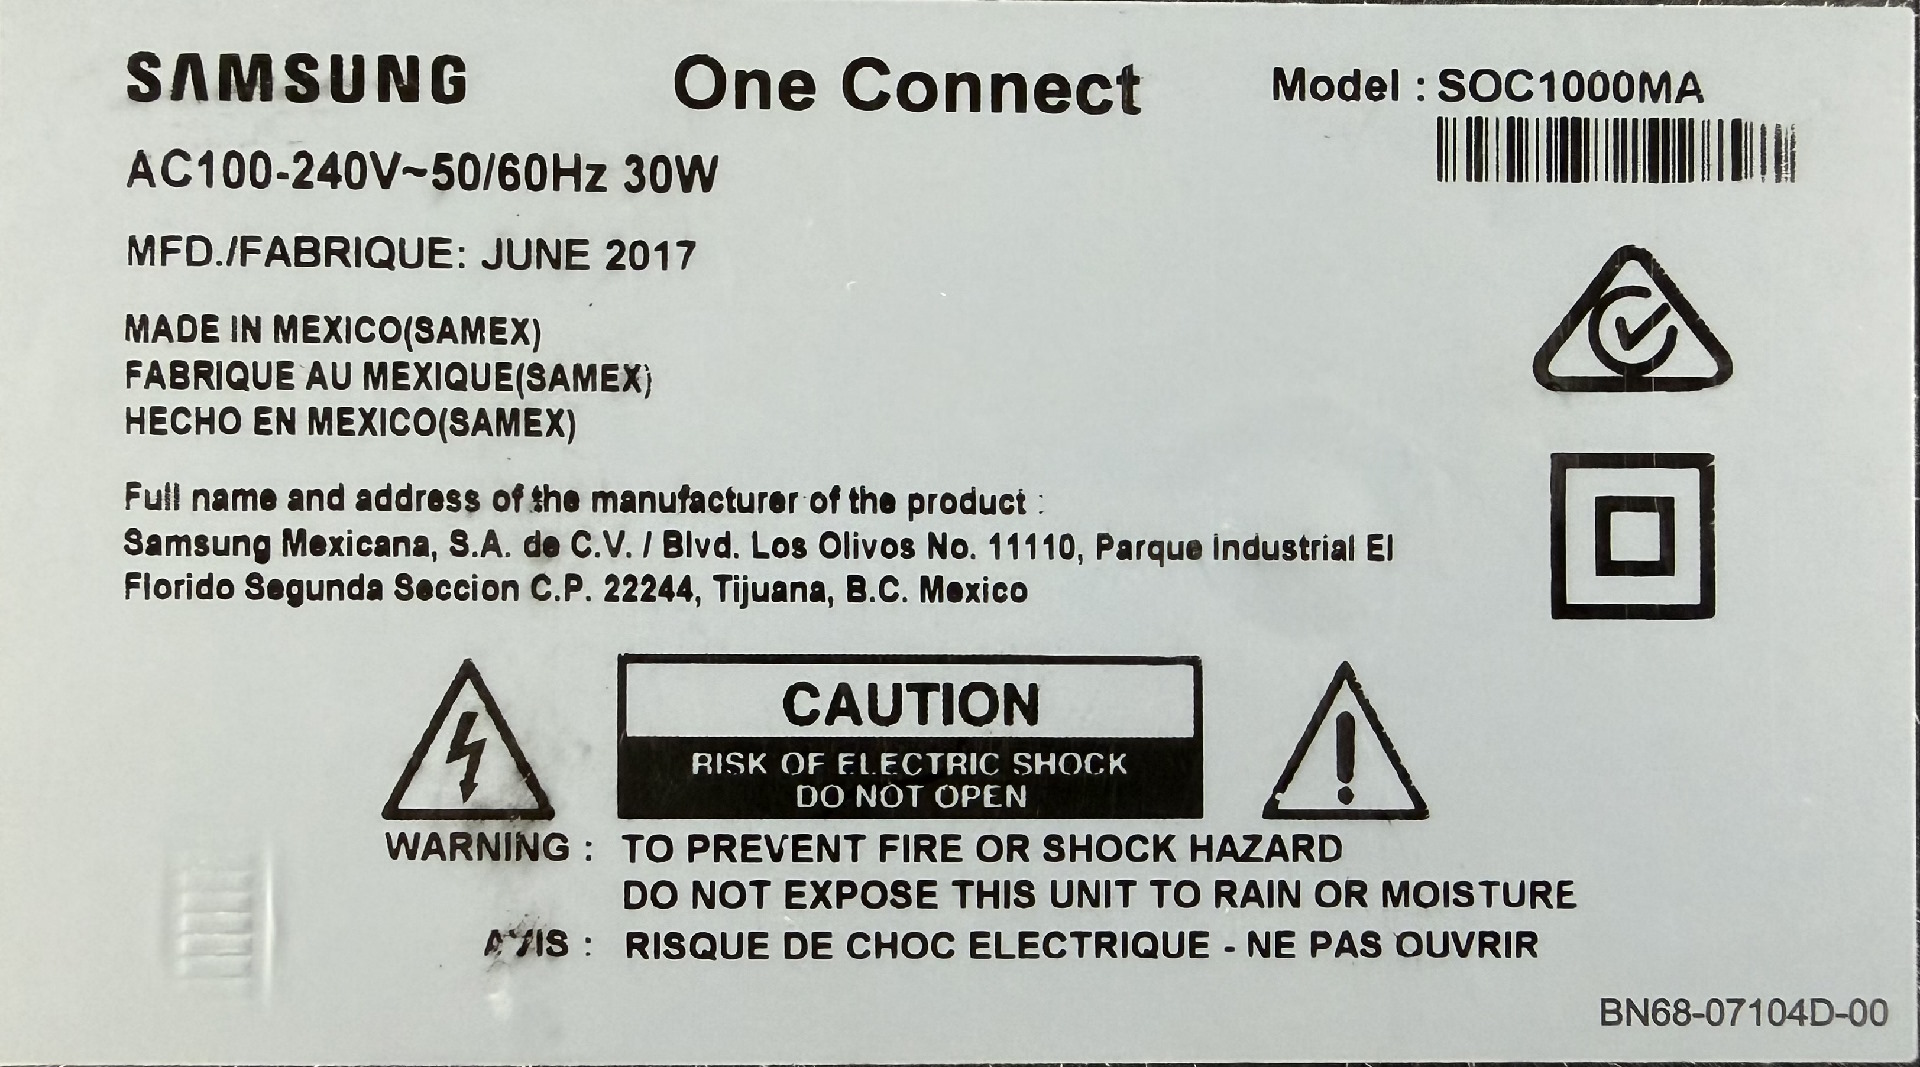 SAMSUNG
One Connect
Model : SOC1000MA
AC100-240V~50/60Hz 30W
MFD./FABRIQUE: JUNE 2017
MADE IN MEXICO(SAMEX)
FABRIQUE AU MEXIQUE(SAMEX)
HECHO EN MEXICO(SAMEX)
Full name and address of the manufacturer of the product :
Samsung Mexicana, S.A. de C.V. / Blvd. Los Olivos No. 11110, Parque Industrial El
Florido Segunda Seccion C.P. 22244, Tijuana, B.C. Mexico
CAUTION
RISK OF ELECTRIC SHOCK
DO NOT OPEN
WARNING : TO PREVENT FIRE OR SHOCK HAZARD
DO NOT EXPOSE THIS UNIT TO RAIN OR MOISTURE
AVIS : RISQUE DE CHOC ELECTRIQUE - NE PAS OUVRIR
BN68-07104D-00